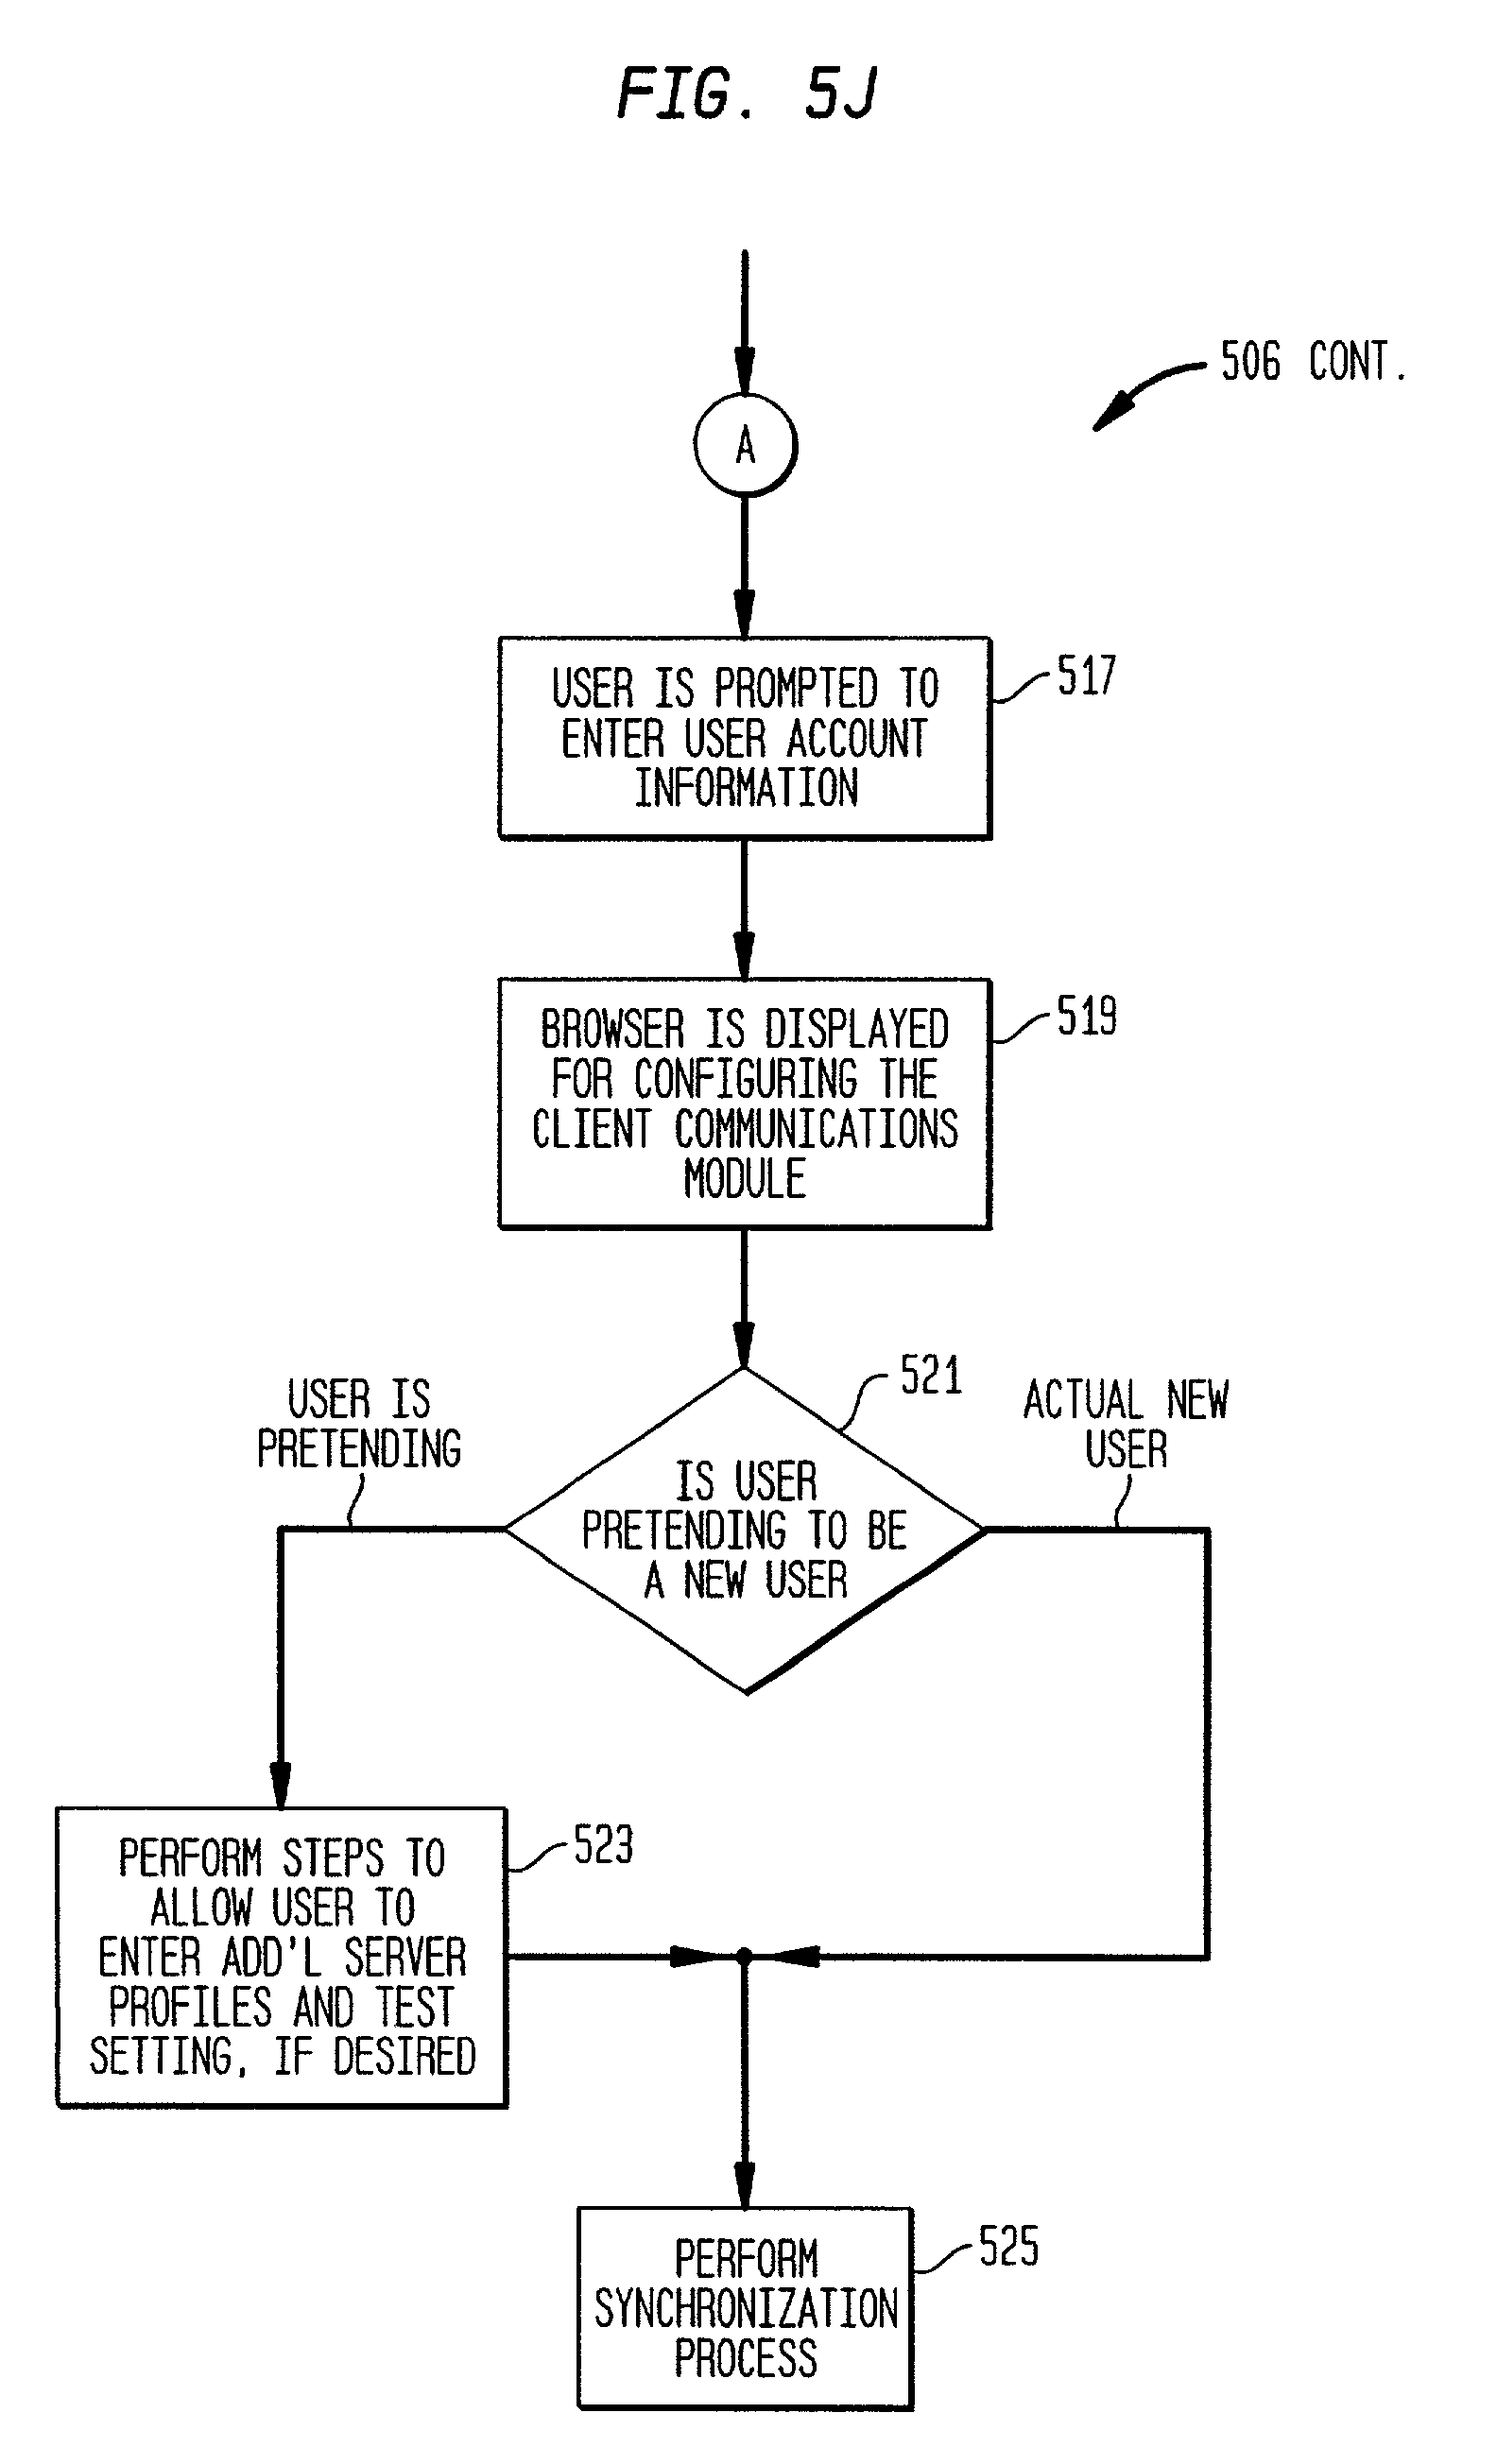 FIG. 5J
506 CONT.
A
USER IS PROMPTED TO
ENTER USER ACCOUNT
INFORMATION
517
BROWSER IS DISPLAYED
FOR CONFIGURING THE
CLIENT COMMUNICATIONS
MODULE
519
521
USER IS
PRETENDING
ACTUAL NEW
USER
IS USER
PRETENDING TO BE
A NEW USER
PERFORM STEPS TO
ALLOW USER TO
ENTER ADD'L SERVER
PROFILES AND TEST
SETTING, IF DESIRED
523
PERFORM
SYNCHRONIZATION
PROCESS
525